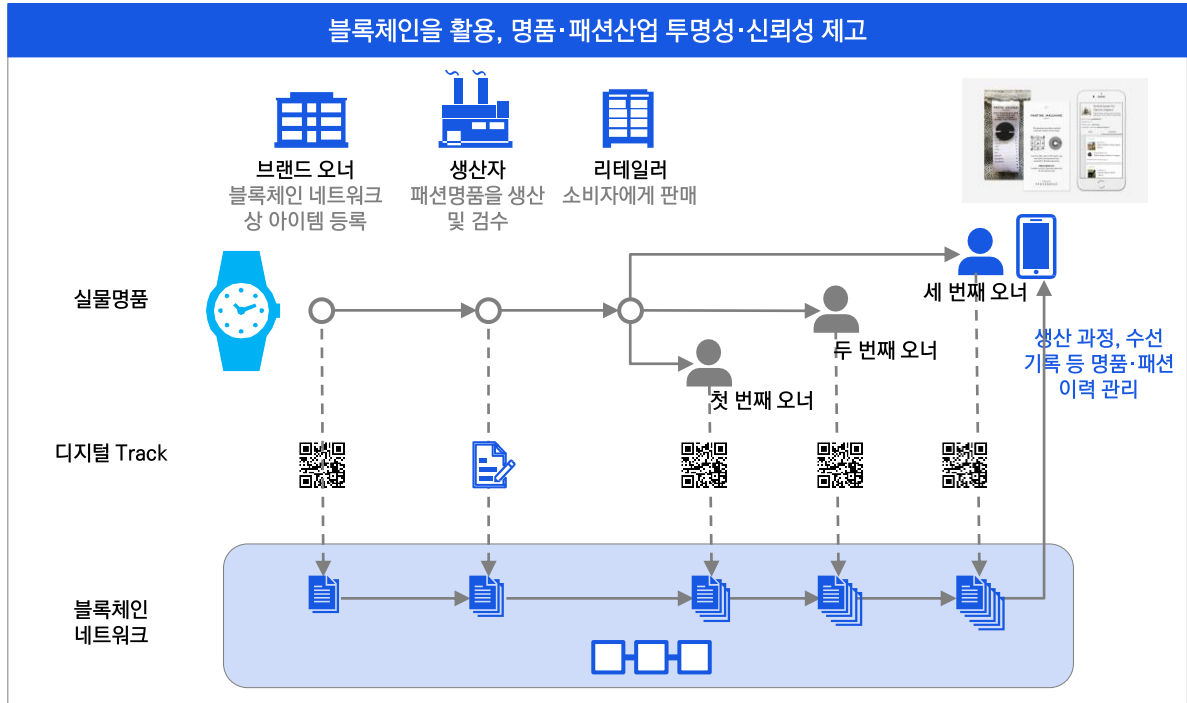 블록체인을 활용, 명품·패션산업 투명성·신뢰성 제고
브랜드 오너
블록체인 네트워크
상 아이템 등록
생산자
패션명품을 생산
및 검수
리테일러
소비자에게 판매
실물명품
세 번째 오너
두 번째 오너
첫 번째 오너
생산 과정, 수선
기록 등 명품·패션
이력 관리
디지털 Track
블록체인
네트워크